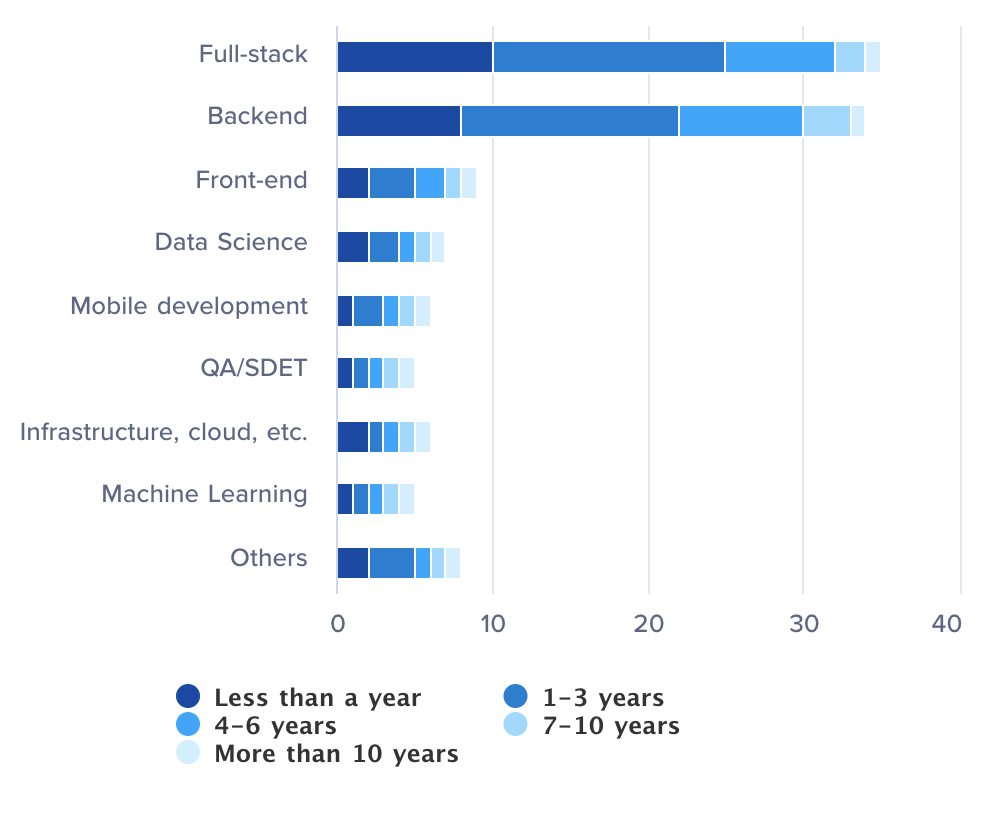 Full-stack
Backend
Front-end
Data Science
Mobile development
QA/SDET
Infrastructure, cloud, etc.
Machine Learning
Others
0 10 20 30 40
Less than a year 1–3 years
4–6 years 7–10 years
More than 10 years